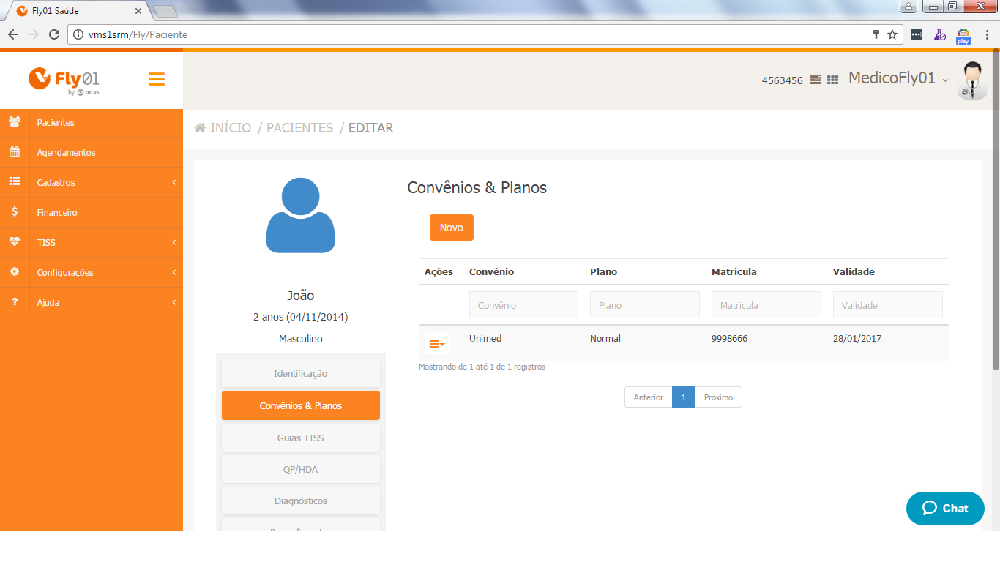 Fly01 Saúde
vms1srm/Fly/Paciente
play
Fly01
by TOTVS
4563456
MedicoFly01
Pacientes
Agendamentos
Cadastros
Financeiro
TISS
Configurações
Ajuda
INÍCIO / PACIENTES / EDITAR
João
2 anos (04/11/2014)
Masculino
Identificação
Convênios & Planos
Guias TISS
QP/HDA
Diagnósticos
Procedimentos
Convênios & Planos
Novo
Ações Convênio Plano Matricula Validade
Convênio Plano Matricula Validade
Unimed Normal 9998666 28/01/2017
Mostrando de 1 até 1 de 1 registros
Anterior 1 Próximo
Chat